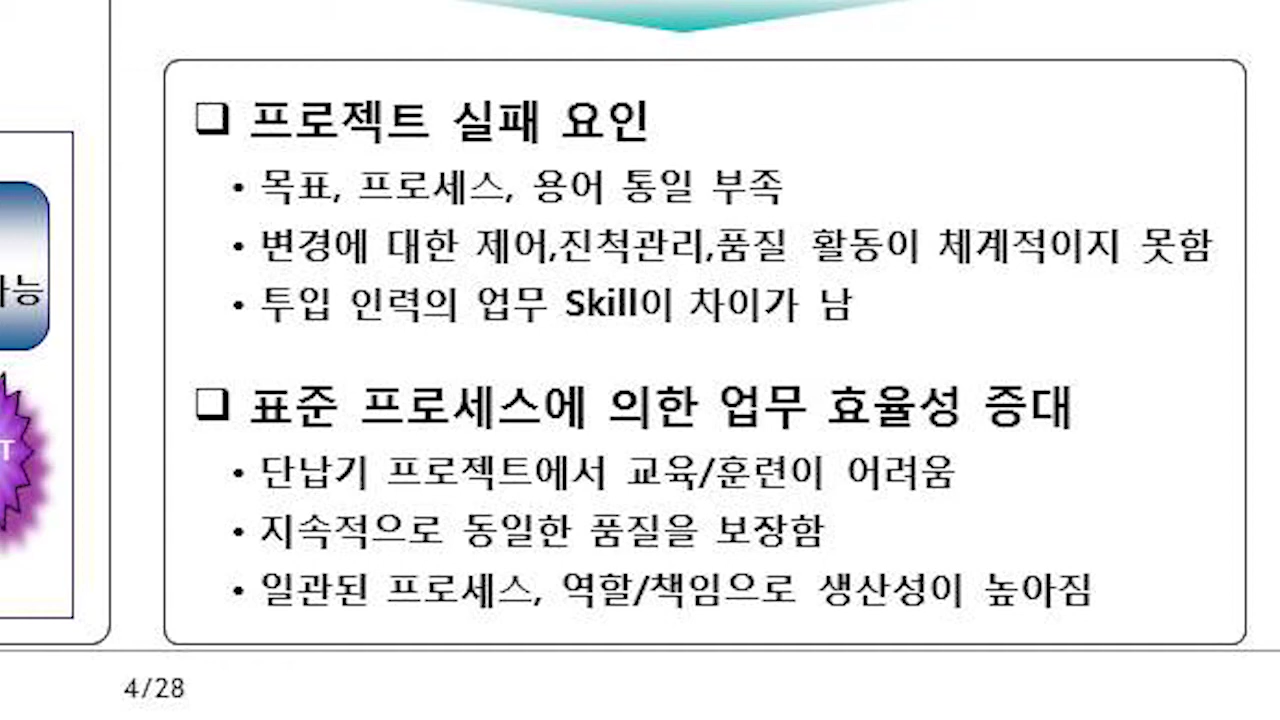 ❑ 프로젝트 실패 요인
• 목표, 프로세스, 용어 통일 부족
• 변경에 대한 제어,진척관리,품질 활동이 체계적이지 못함
• 투입 인력의 업무 Skill이 차이가 남
❑ 표준 프로세스에 의한 업무 효율성 증대
• 단납기 프로젝트에서 교육/훈련이 어려움
• 지속적으로 동일한 품질을 보장함
• 일관된 프로세스, 역할/책임으로 생산성이 높아짐
4/28